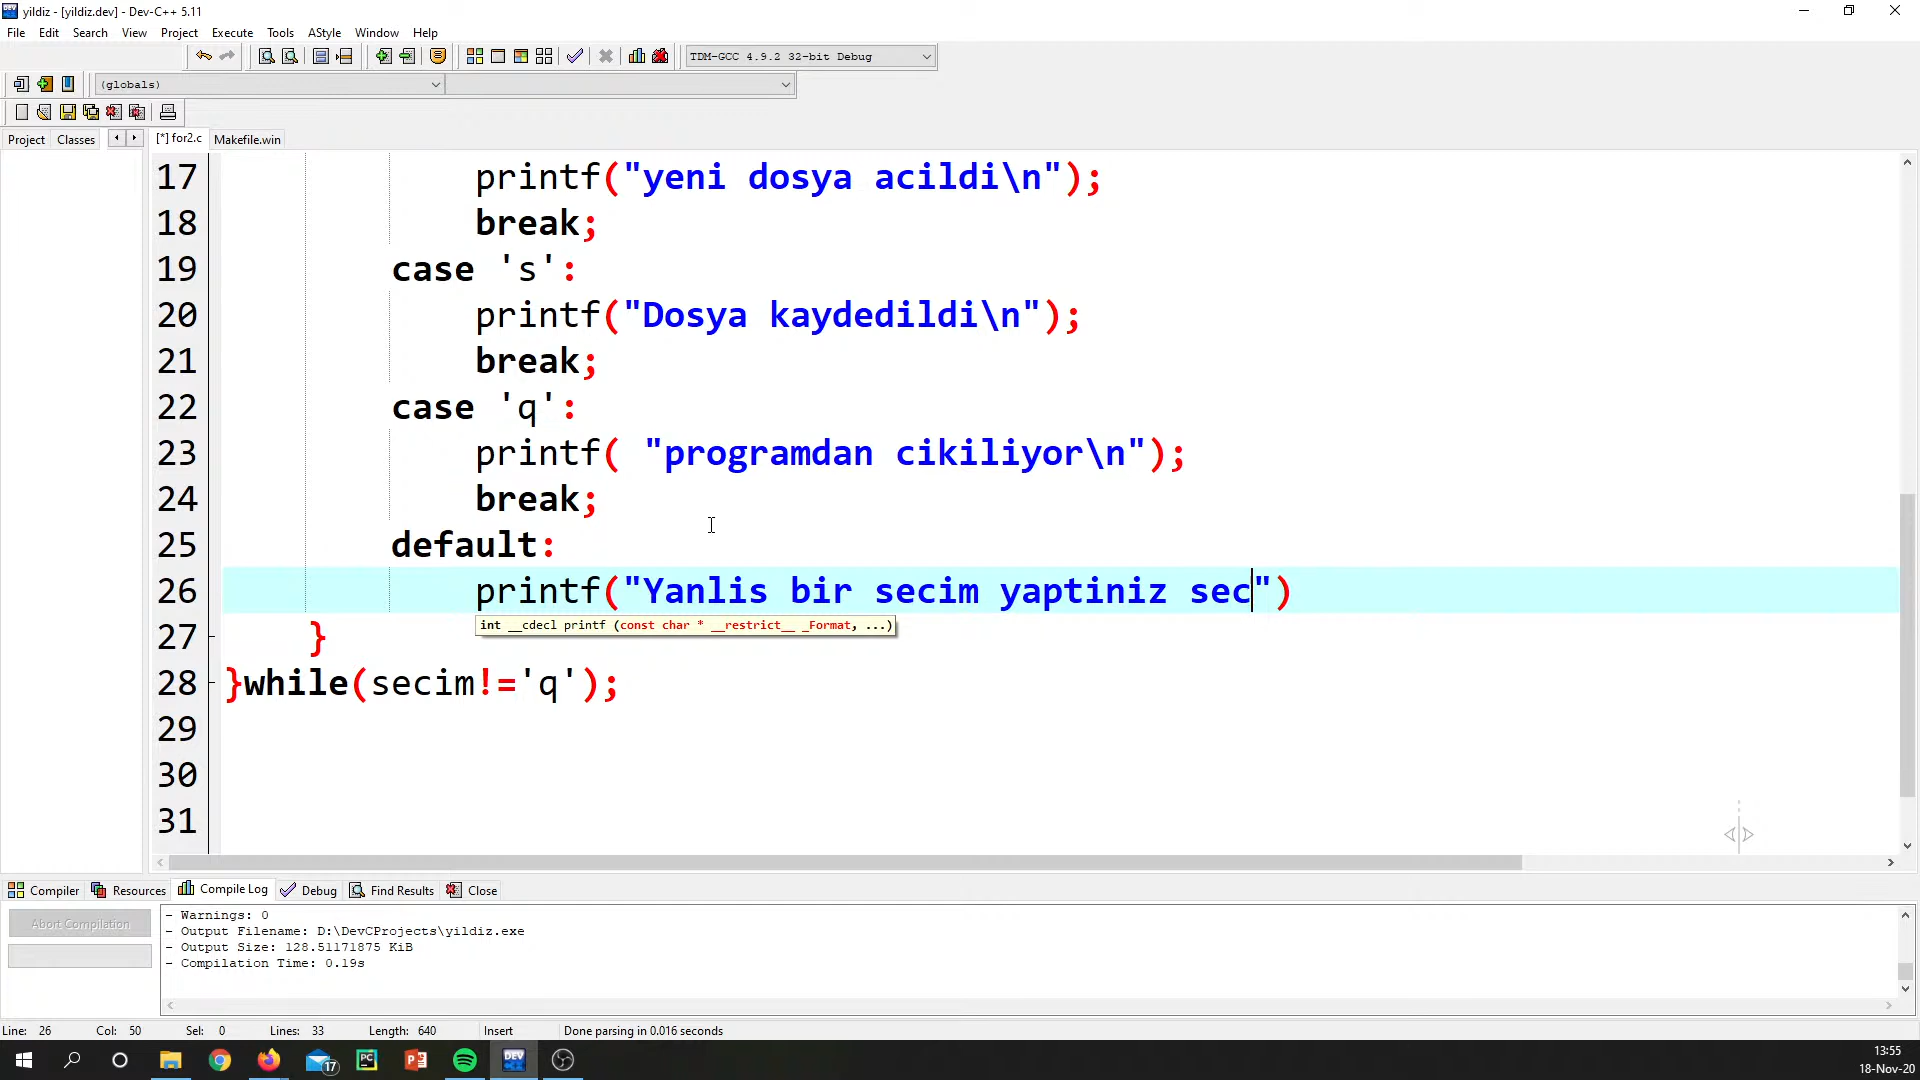 yildiz - [yildiz.dev] - Dev-C++ 5.11
File Edit Search View Project Execute Tools AStyle Window Help
TDM-GCC 4.9.2 32-bit Debug
(globals)
Project Classes [*] for2.c Makefile.win
17 printf("yeni dosya acildi\n");
18 break;
19 case 's':
20 printf("Dosya kaydedildi\n");
21 break;
22 case 'q':
23 printf( "programdan cikiliyor\n");
24 break;
25 default:
26 printf("Yanlis bir secim yaptiniz sec")
int __cdecl printf (const char * __restrict__ _Format, ...)
27 }
28 }while(secim!='q');
29
30
31
Compiler Resources Compile Log Debug Find Results Close
Abort Compilation
- Warnings: 0
- Output Filename: D:\DevCProjects\yildiz.exe
- Output Size: 128.51171875 KiB
- Compilation Time: 0.19s
Line: 26 Col: 50 Sel: 0 Lines: 33 Length: 640 Insert Done parsing in 0.016 seconds
17 PC P DEV
13:55
18-Nov-20